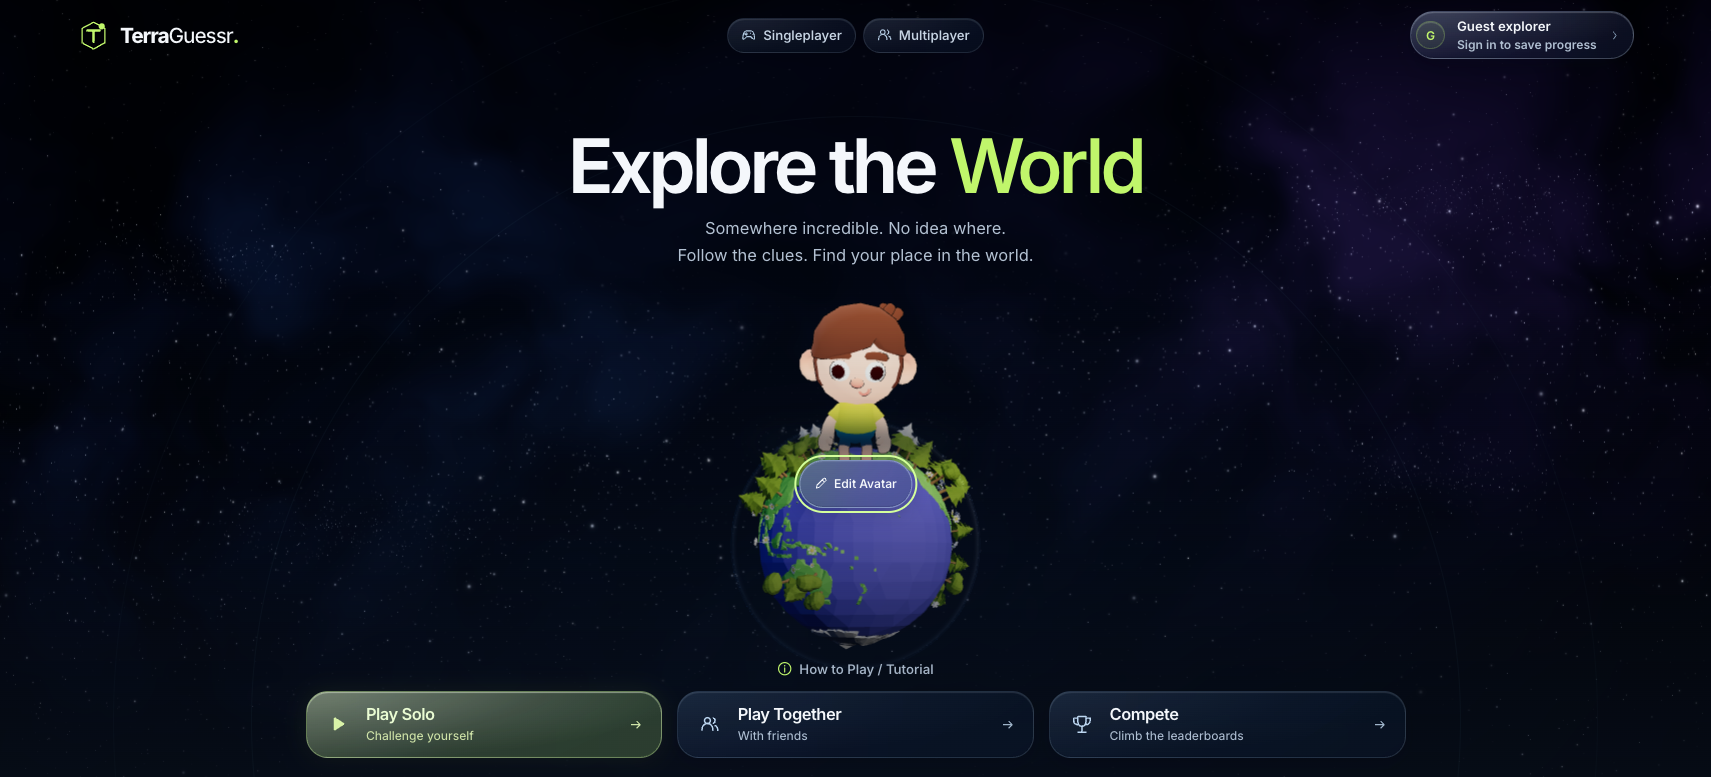 TerraGuessr.
Singleplayer
Multiplayer
G
Guest explorer
Sign in to save progress
Explore the World
Somewhere incredible. No idea where.
Follow the clues. Find your place in the world.
Edit Avatar
How to Play / Tutorial
Play Solo
Challenge yourself
Play Together
With friends
Compete
Climb the leaderboards